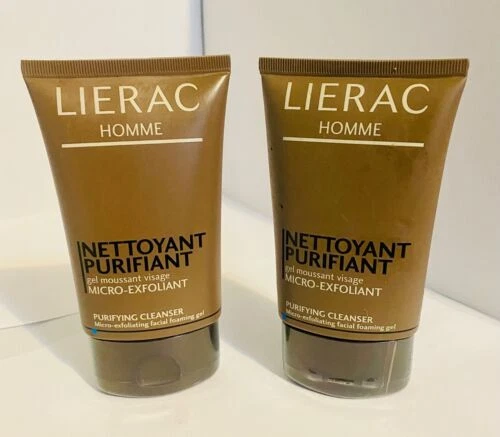 LIERAC
HOMME
NETTOYANT
PURIFIANT
gel moussant visage
MICRO-EXFOLIANT
PURIFYING CLEANSER
Micro-exfoliating facial foaming gel
LIERAC
HOMME
NETTOYANT
PURIFIANT
gel moussant visage
MICRO-EXFOLIANT
PURIFYING CLEANSER
Micro-exfoliating facial foaming gel